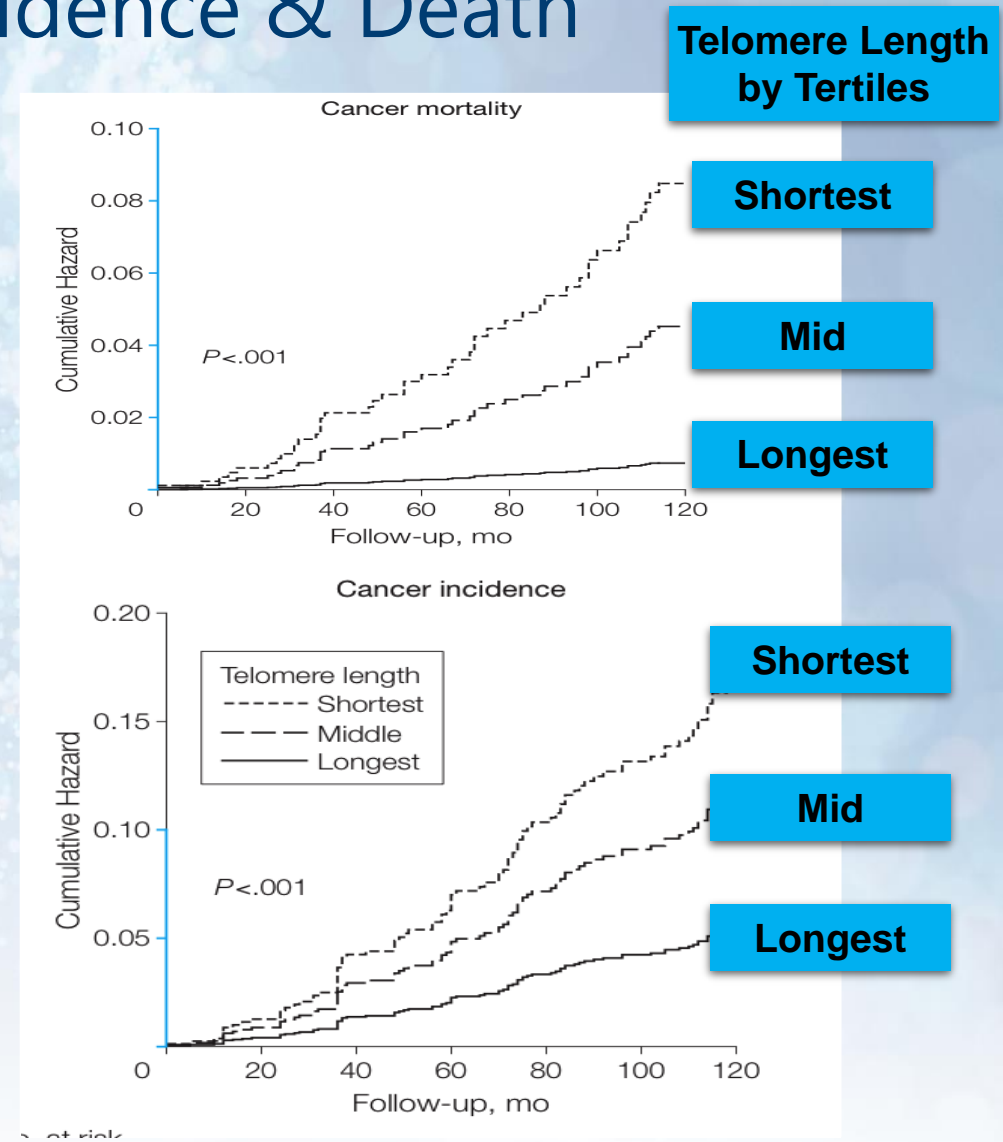 idence & Death
Telomere Length
by Tertiles
Cancer mortality
0.10
0.08
0.06
0.04
0.02
Cumulative Hazard
P<.001
0 20 40 60 80 100 120
Follow-up, mo
Shortest
Mid
Longest
Cancer incidence
0.20
0.15
0.10
0.05
Cumulative Hazard
Telomere length
Shortest
Middle
Longest
P<.001
0 20 40 60 80 100 120
Follow-up, mo
Shortest
Mid
Longest
at risk